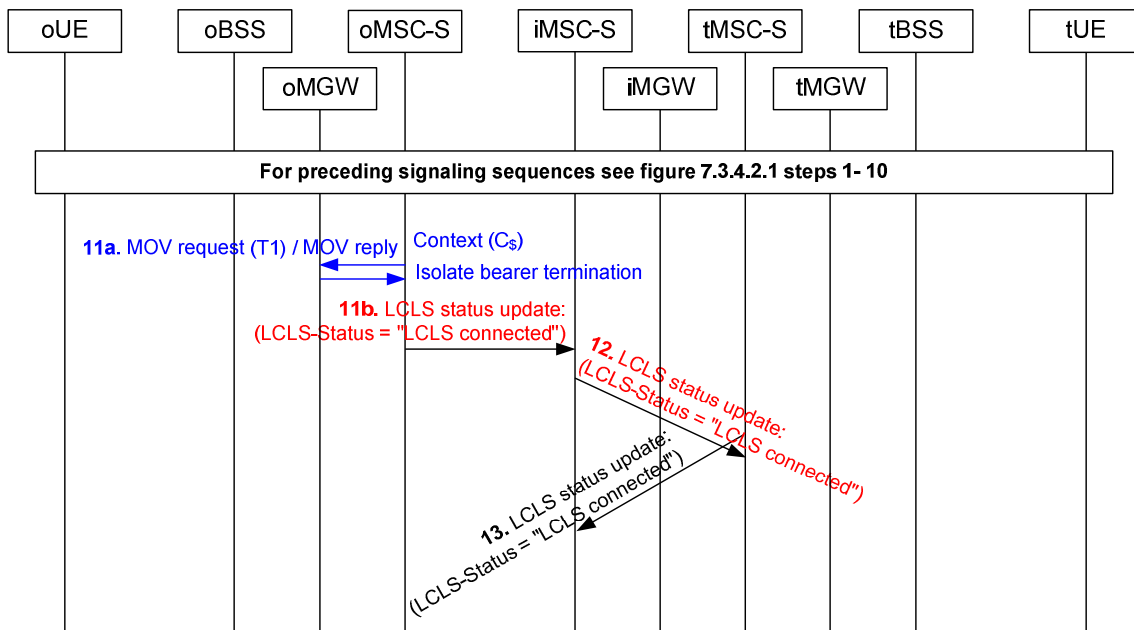 oUE
oBSS
oMSC-S
iMSC-S
tMSC-S
tBSS
tUE
oMGW
iMGW
tMGW
For preceding signaling sequences see figure 7.3.4.2.1 steps 1- 10
11a. MOV request (T1) / MOV reply
Context (C$)
Isolate bearer termination
11b. LCLS status update:
(LCLS-Status = "LCLS connected")
12. LCLS status update:
(LCLS-Status = "LCLS connected")
13. LCLS status update:
(LCLS-Status = "LCLS connected")